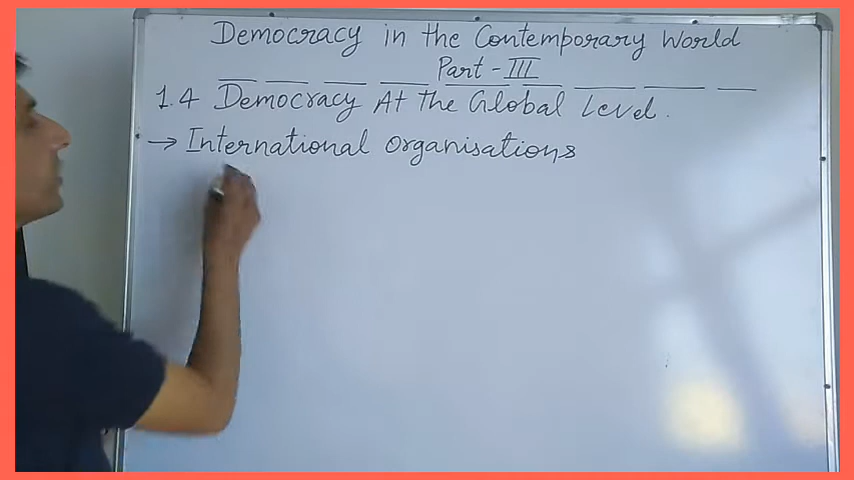 Democracy in the Contemporary World
Part - III
1.4 Democracy At the Global Level.
→ International Organisations